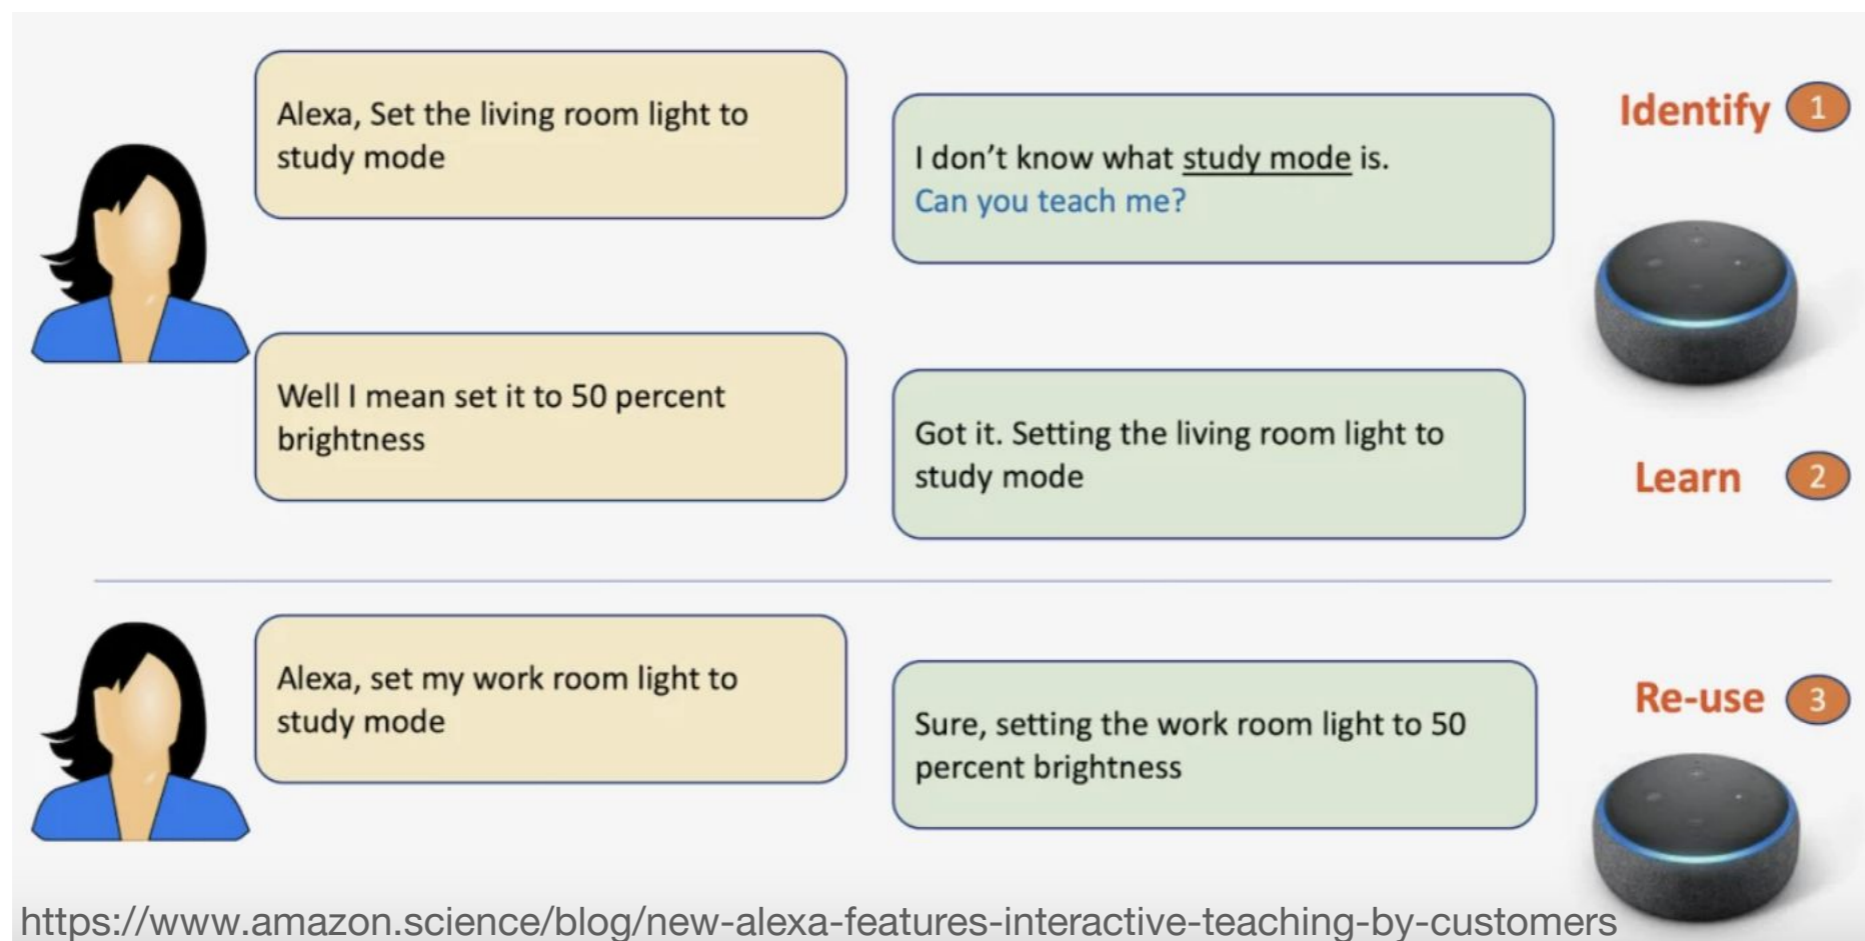 Alexa, Set the living room light to
study mode
Identify 1
I don't know what study mode is.
Can you teach me?
Well I mean set it to 50 percent
brightness
Got it. Setting the living room light to
study mode
Learn 2
Alexa, set my work room light to
study mode
Re-use 3
Sure, setting the work room light to 50
percent brightness
https://www.amazon.science/blog/new-alexa-features-interactive-teaching-by-customers